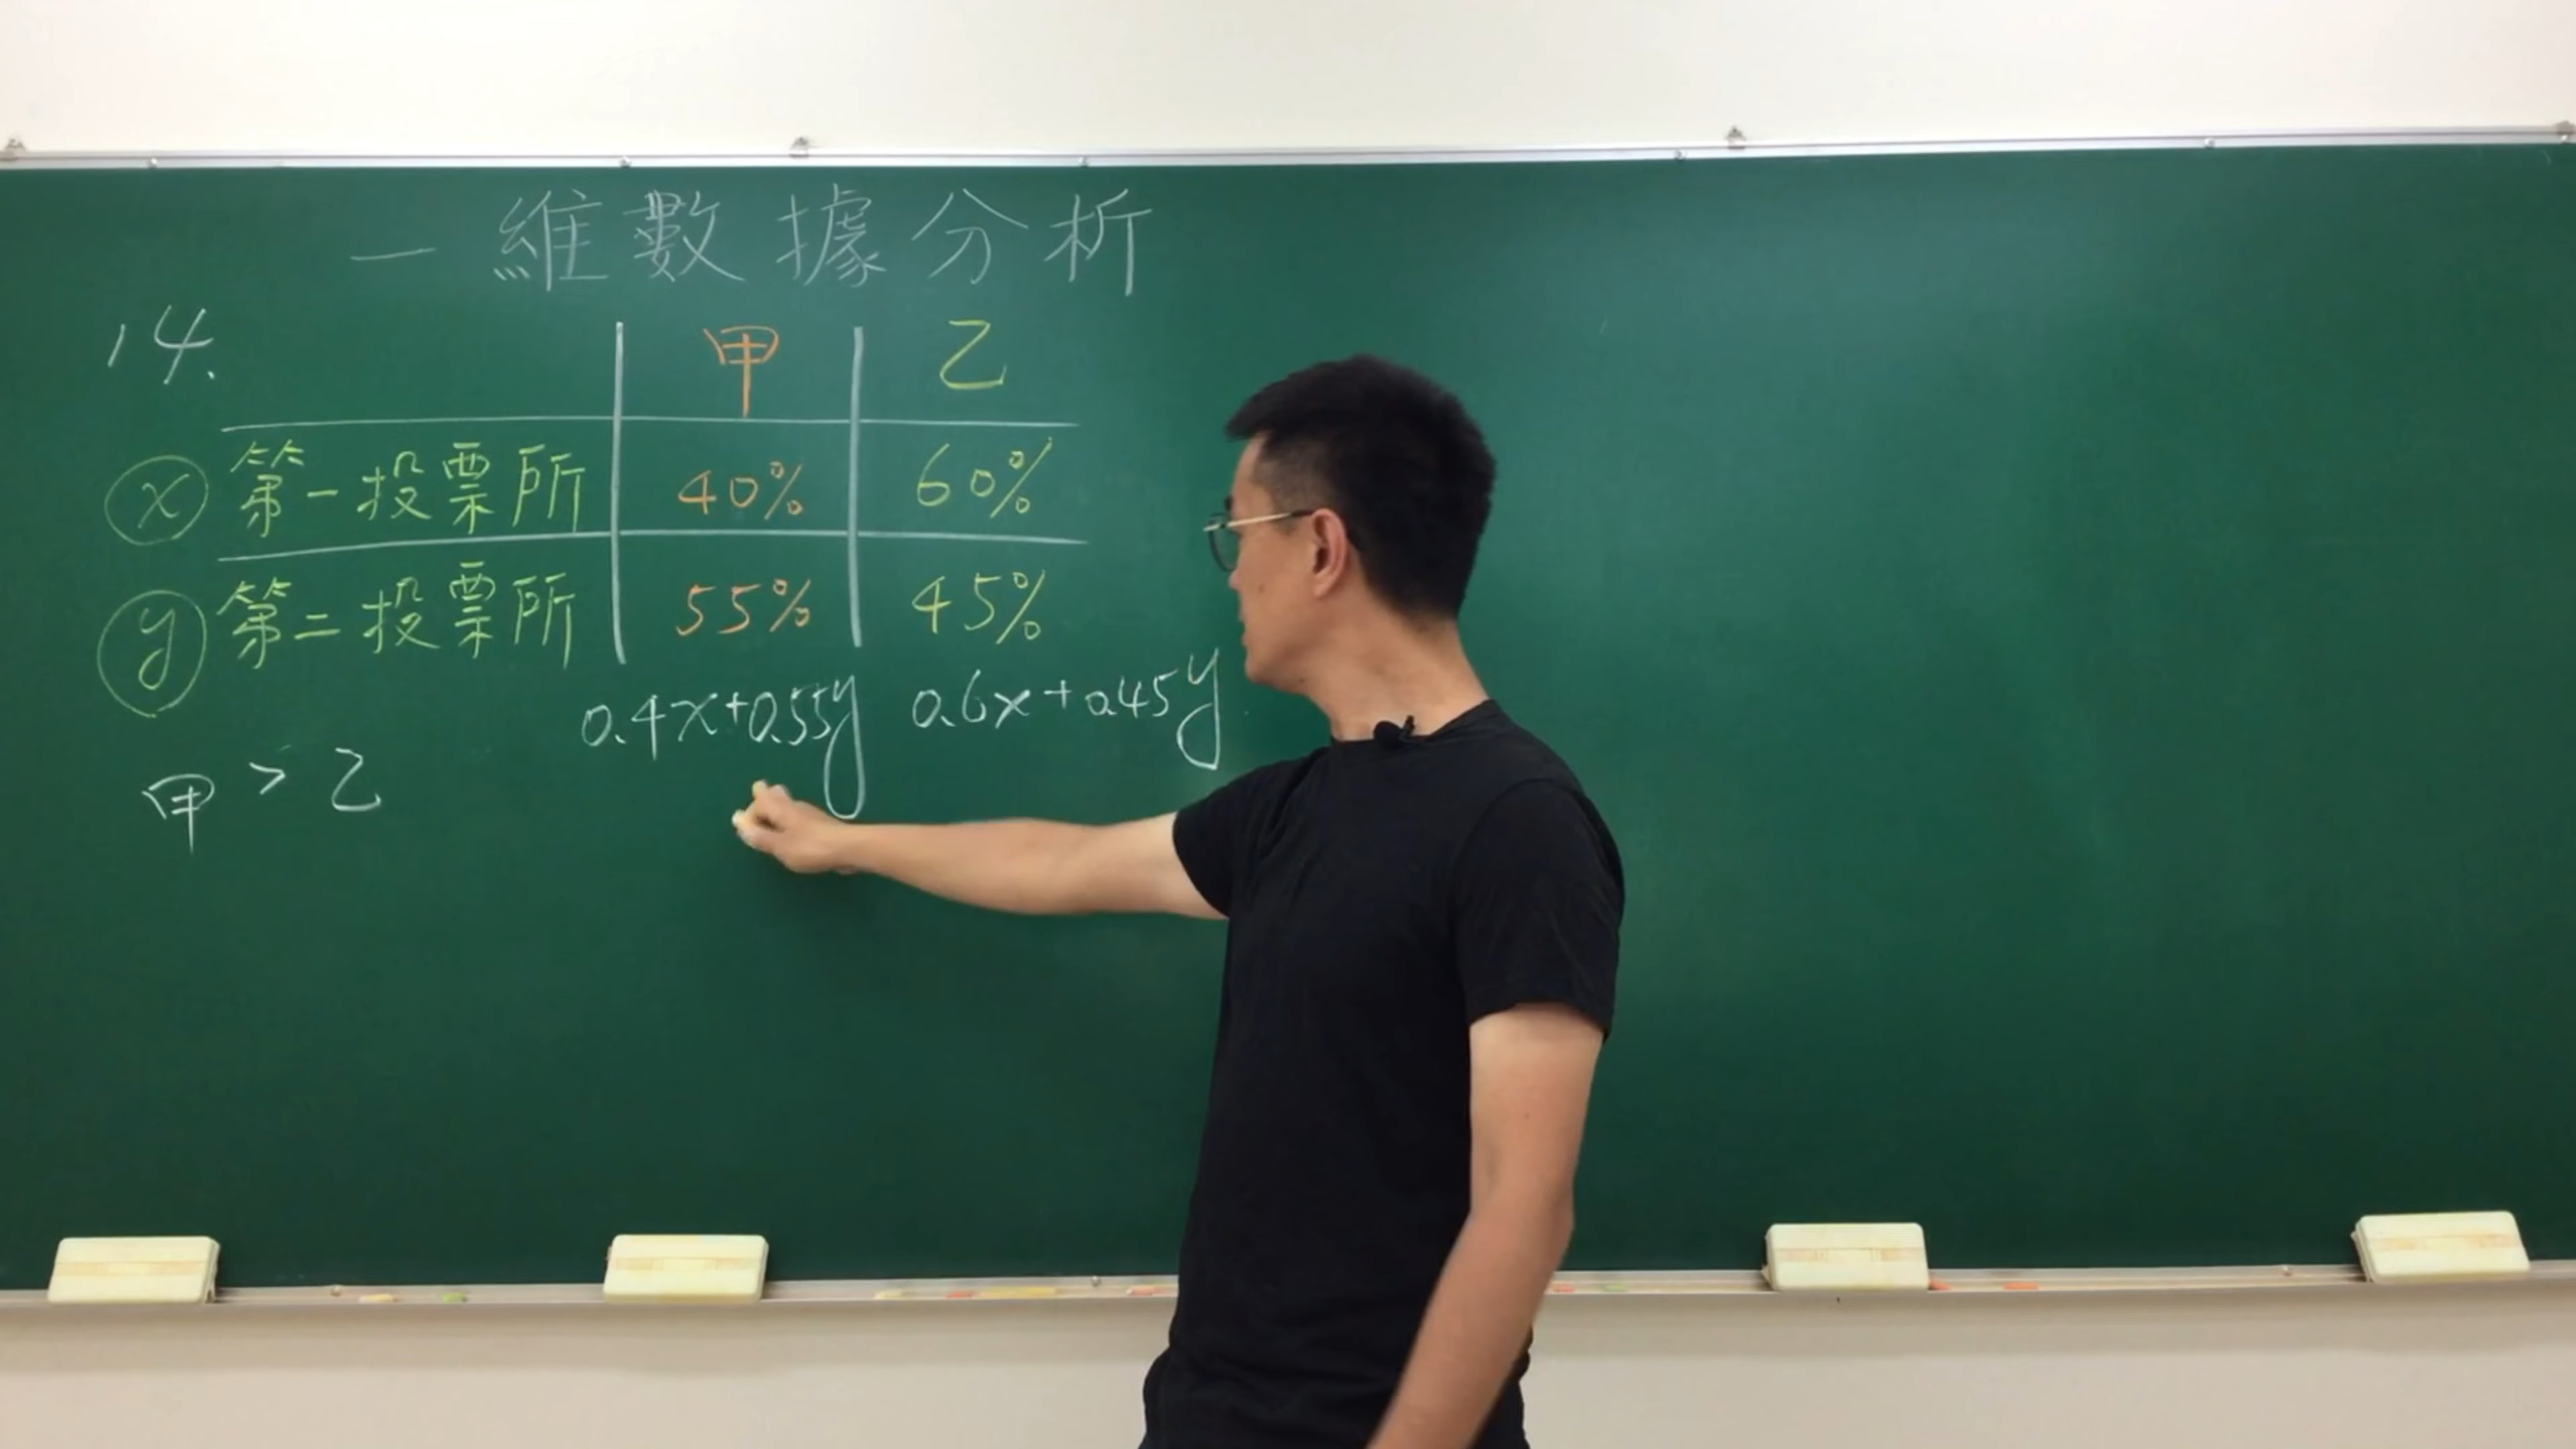 一維數據分析
14. 甲 乙
x 第一投票所 40% 60%
y 第二投票所 55% 45%
0.4x+0.55y 0.6x+0.45y
甲 > 乙